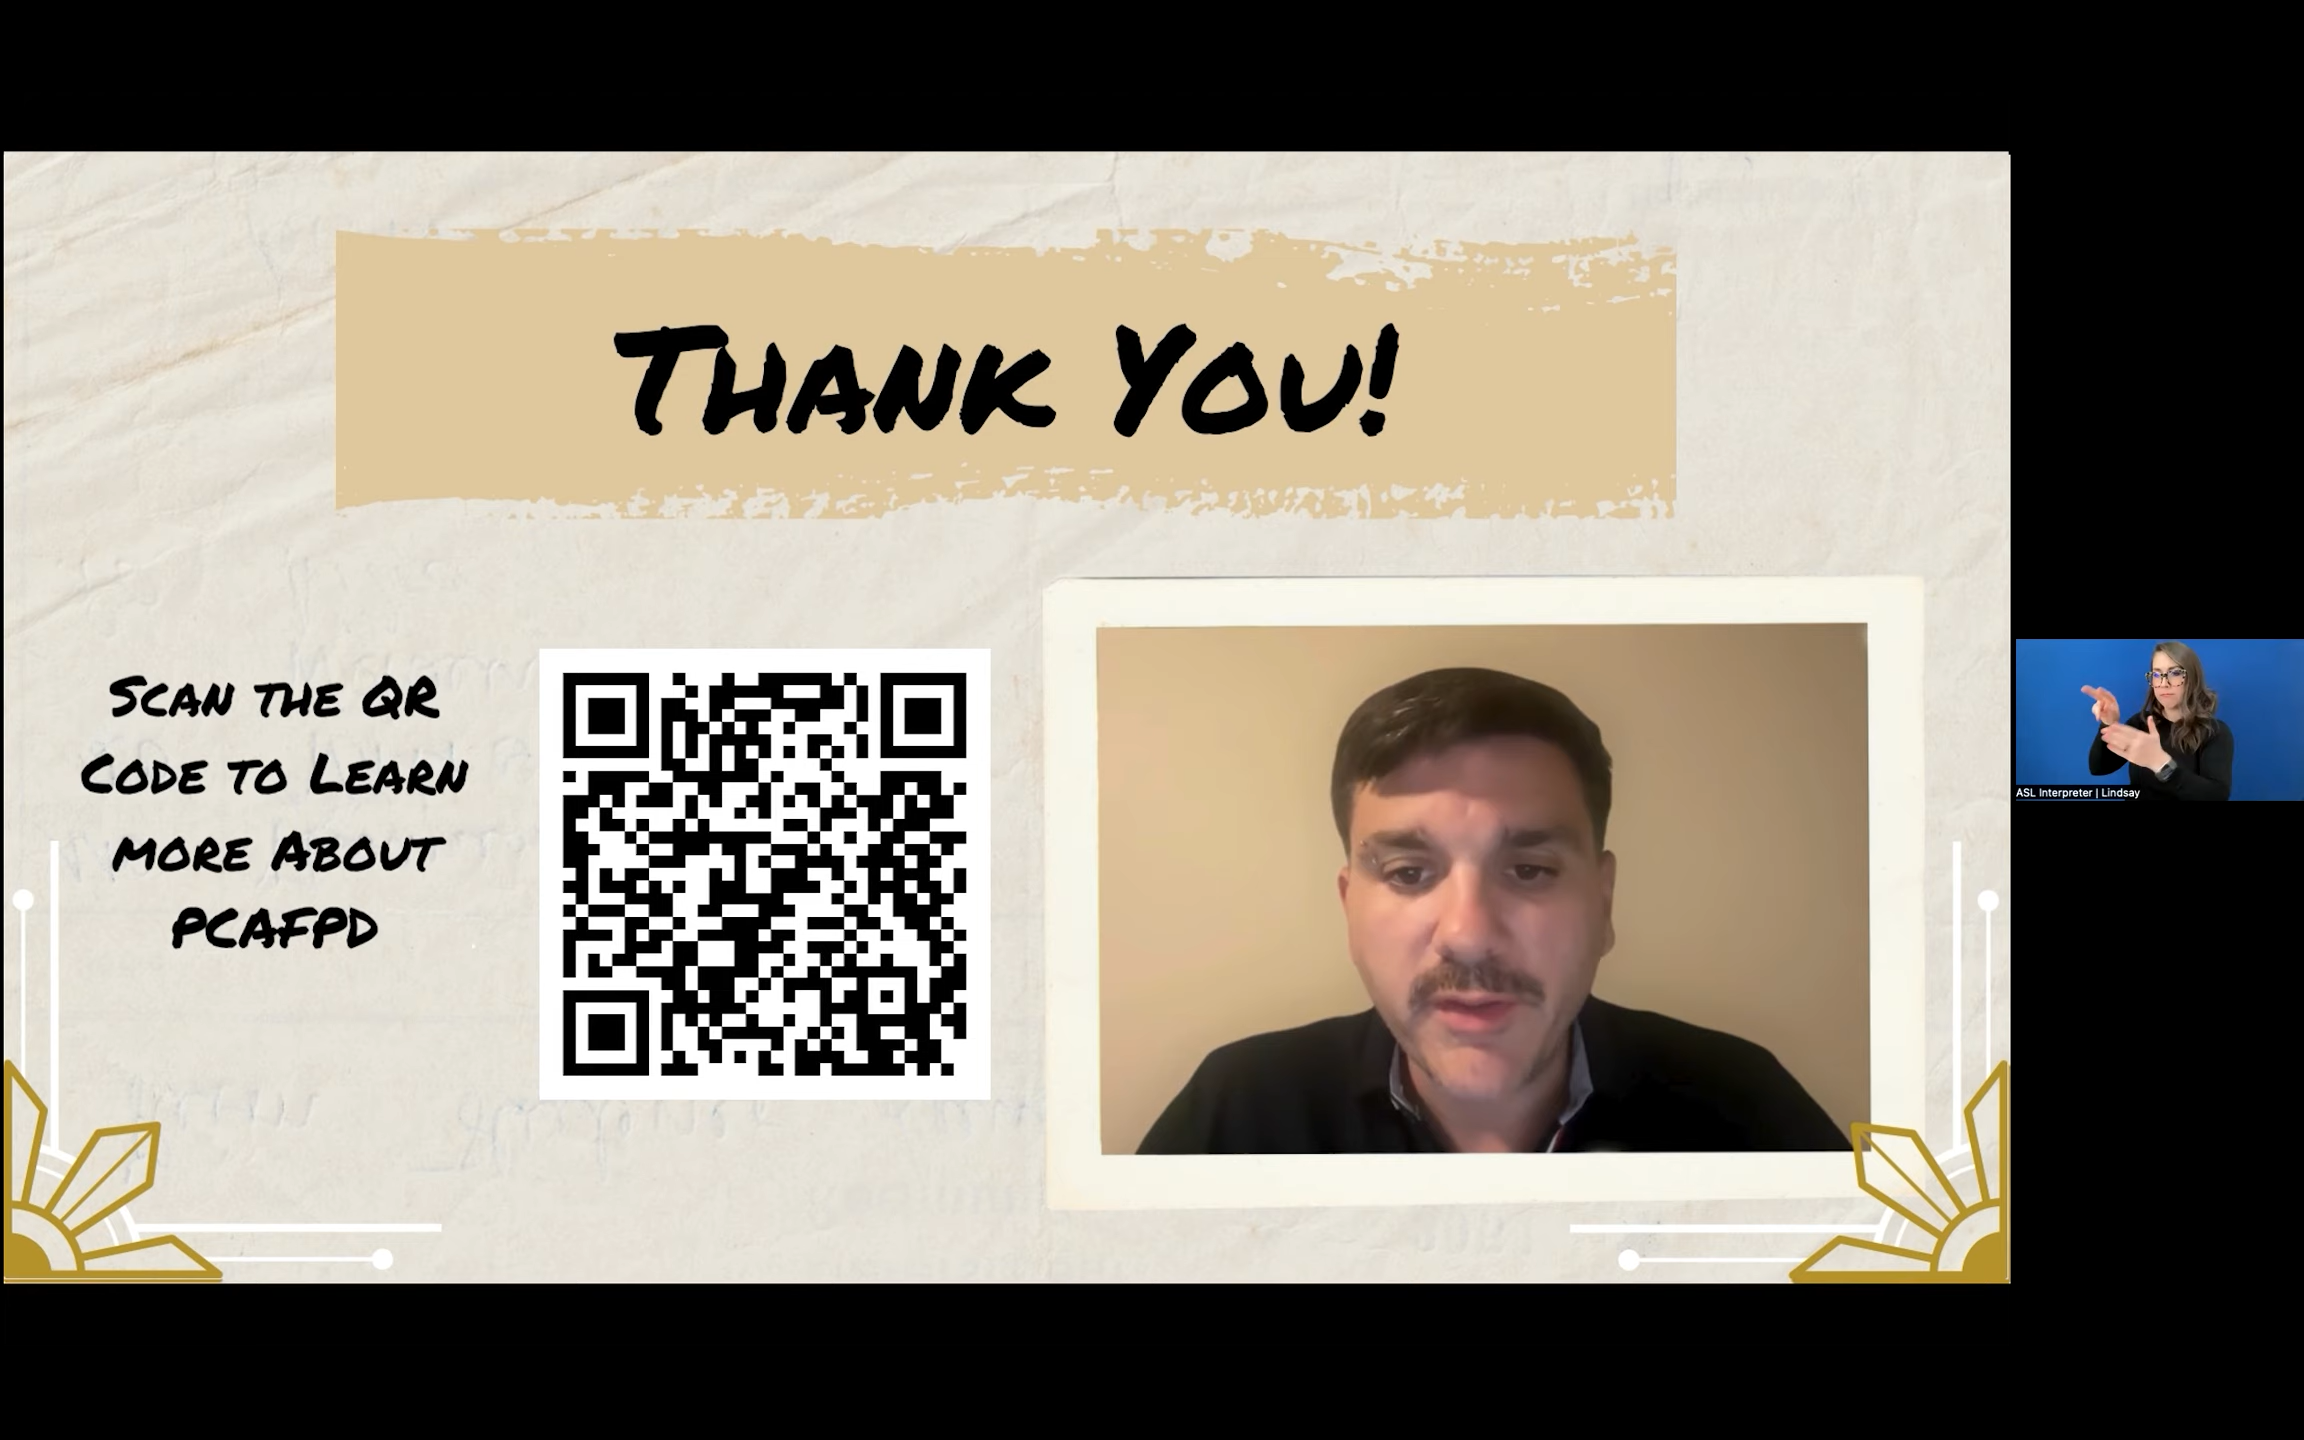 Thank You!
Scan the QR
Code to Learn
more About
PCAFPD
ASL Interpreter | Lindsay